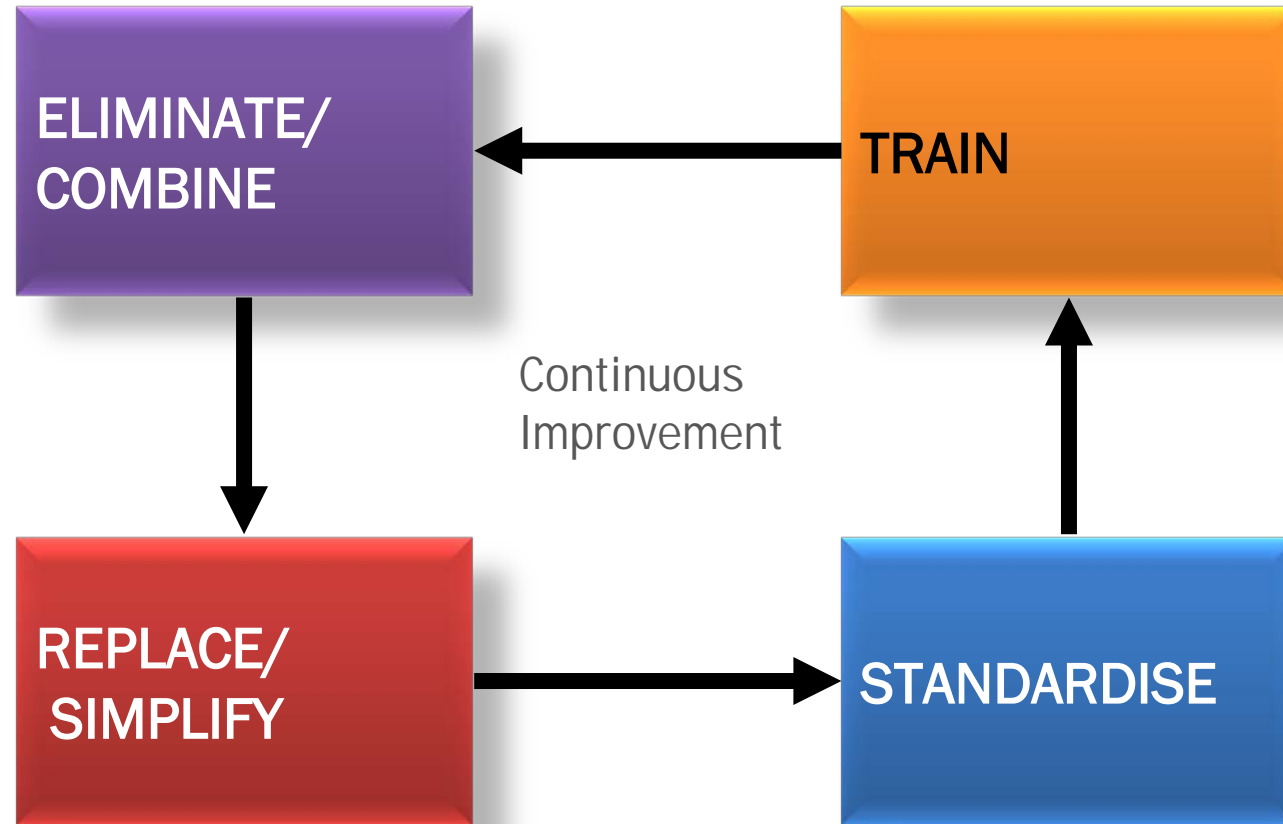 ELIMINATE/
COMBINE
TRAIN
Continuous
Improvement
REPLACE/
SIMPLIFY
STANDARDISE